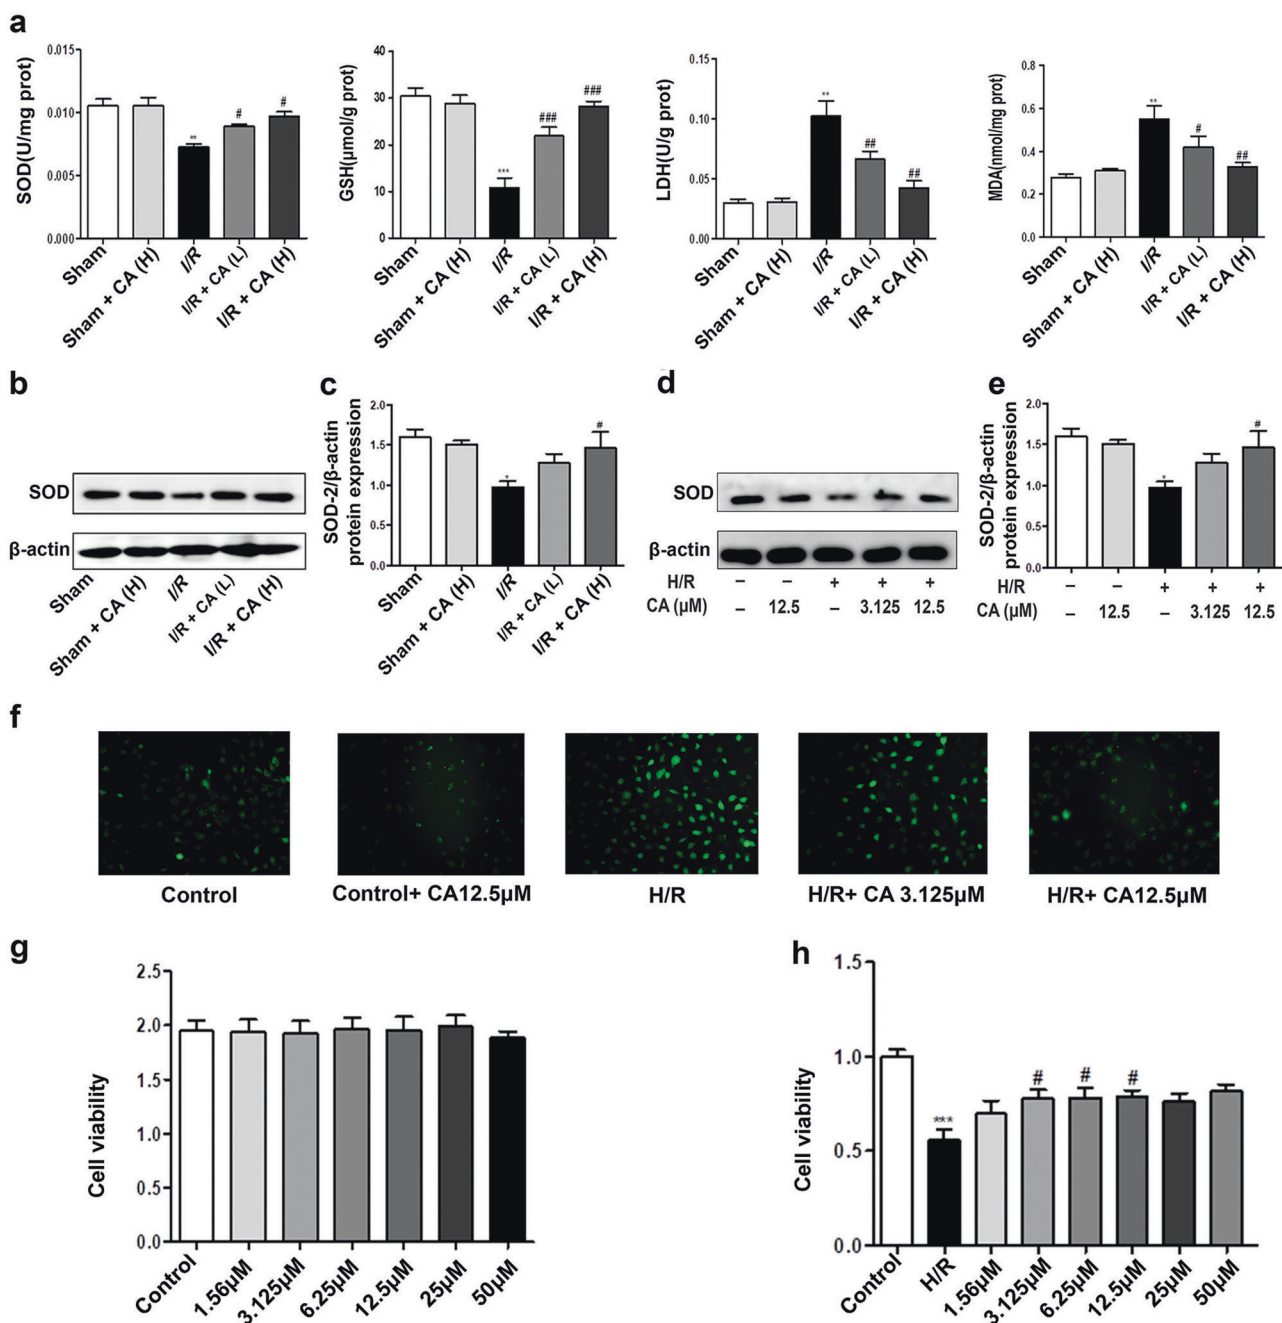 a
SOD(U/mg prot)
0.015
0.010
0.005
0.000
**
#
#
Sham
Sham + CA (H)
I/R
I/R + CA (L)
I/R + CA (H)
GSH(μmol/g prot)
40
30
20
10
0
***
###
###
Sham
Sham + CA (H)
I/R
I/R + CA (L)
I/R + CA (H)
LDH(U/g prot)
0.15
0.10
0.05
0.00
**
##
##
Sham
Sham + CA (H)
I/R
I/R + CA (L)
I/R + CA (H)
MDA(nmol/mg prot)
0.8
0.6
0.4
0.2
0.0
**
#
##
Sham
Sham + CA (H)
I/R
I/R + CA (L)
I/R + CA (H)
b
SOD
β-actin
Sham
Sham + CA (H)
I/R
I/R + CA (L)
I/R + CA (H)
c
SOD-2/β-actin
protein expression
2.0
1.5
1.0
0.5
0.0
*
#
Sham
Sham + CA (H)
I/R
I/R + CA (L)
I/R + CA (H)
d
SOD
β-actin
H/R – – + + +
CA (μM) – 12.5 – 3.125 12.5
e
SOD-2/β-actin
protein expression
2.0
1.5
1.0
0.5
0.0
*
#
H/R – – + + +
CA (μM) – 12.5 – 3.125 12.5
f
Control
Control+ CA12.5μM
H/R
H/R+ CA 3.125μM
H/R+ CA12.5μM
g
Cell viability
2.5
2.0
1.5
1.0
0.5
0.0
Control
1.56μM
3.125μM
6.25μM
12.5μM
25μM
50μM
h
Cell viability
1.5
1.0
0.5
0.0
***
#
#
#
Control
H/R
1.56μM
3.125μM
6.25μM
12.5μM
25μM
50μM